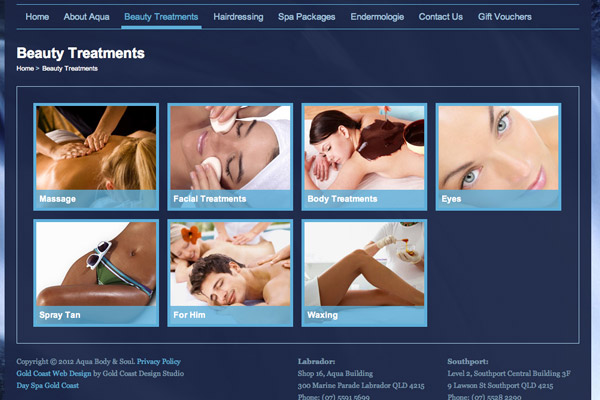 Home About Aqua Beauty Treatments Hairdressing Spa Packages Endermologie Contact Us Gift Vouchers
Beauty Treatments
Home > Beauty Treatments
Massage
Facial Treatments
Body Treatments
Eyes
Spray Tan
For Him
Waxing
Copyright © 2012 Aqua Body & Soul. Privacy Policy
Gold Coast Web Design by Gold Coast Design Studio
Day Spa Gold Coast
Labrador:
Shop 16, Aqua Building
300 Marine Parade Labrador QLD 4215
Phone: (07) 5591 5699
Southport:
Level 2, Southport Central Building 3F
9 Lawson St Southport QLD 4215
Phone: (07) 5528 2290